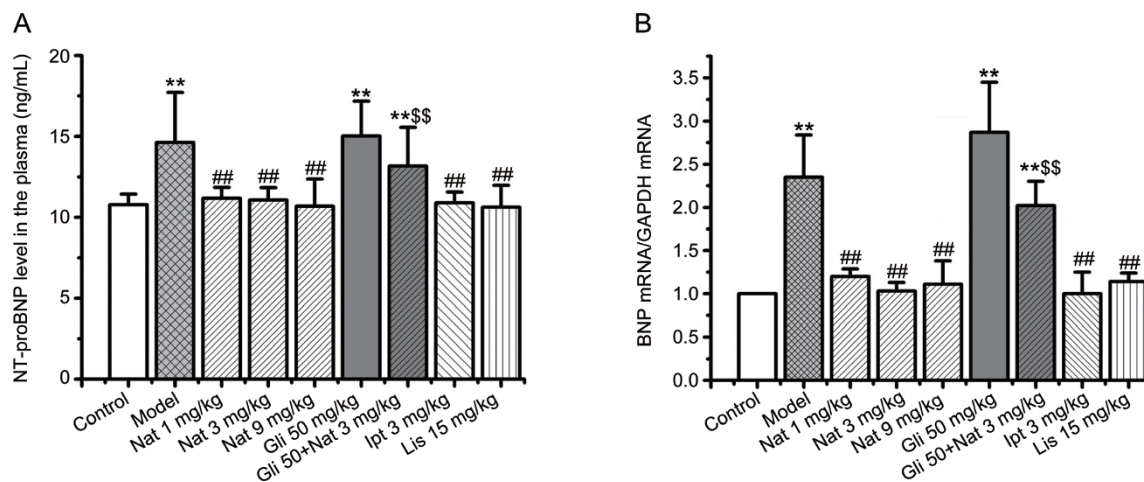 A
NT-proBNP level in the plasma (ng/mL)
20
15
10
5
0
**
##
##
##
**
**$$
##
##
Control
Model
Nat 1 mg/kg
Nat 3 mg/kg
Nat 9 mg/kg
Gli 50 mg/kg
Gli 50+Nat 3 mg/kg
Ipt 3 mg/kg
Lis 15 mg/kg
B
BNP mRNA/GAPDH mRNA
3.5
3.0
2.5
2.0
1.5
1.0
0.5
0.0
**
##
##
##
**
**$$
##
##
Control
Model
Nat 1 mg/kg
Nat 3 mg/kg
Nat 9 mg/kg
Gli 50 mg/kg
Gli 50+Nat 3 mg/kg
Ipt 3 mg/kg
Lis 15 mg/kg